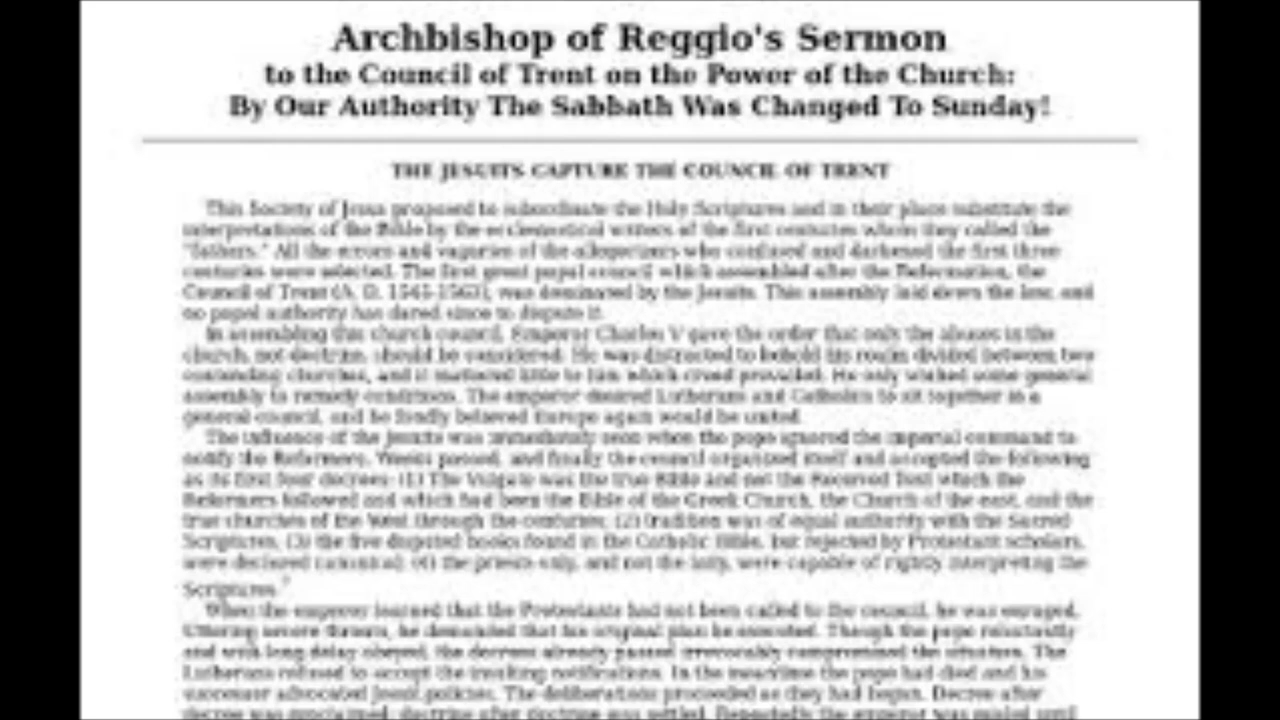 Archbishop of Reggio's Sermon
to the Council of Trent on the Power of the Church:
By Our Authority The Sabbath Was Changed To Sunday!
THE JESUITS CAPTURE THE COUNCIL OF TRENT
This Society of Jesus proposed to subordinate the Holy Scriptures and in their place substitute the
interpretations of the Bible by the ecclesiastical writers of the first centuries whom they called the
"fathers." All the errors and vagaries of the allegorizers who confused and darkened the first three
centuries were selected. The first great papal council which assembled after the Reformation, the
Council of Trent (A. D. 1545-1563), was dominated by the Jesuits. This assembly laid down the law, and
no papal authority has dared since to dispute it.
In assembling this church council, Emperor Charles V gave the order that only the abuses in the
church, not doctrine, should be considered. He was distracted to behold his realm divided between two
contending churches, and it mattered little to him which creed prevailed. He only wished some general
assembly to remedy conditions. The emperor desired Lutherans and Catholics to sit together in a
general council, and he fondly believed Europe again would be united.
The influence of the Jesuits was immediately seen when the pope ignored the imperial command to
notify the Reformers. Weeks passed, and finally the council organized itself and accepted the following
as its first four decrees: (1) The Vulgate was the true Bible and not the Received Text which the
Reformers followed and which had been the Bible of the Greek Church, the Church of the east, and the
true churches of the West through the centuries; (2) tradition was of equal authority with the Sacred
Scriptures, (3) the five disputed books found in the Catholic Bible, but rejected by Protestant scholars,
were declared canonical; (4) the priests only, and not the laity, were capable of rightly interpreting the
Scriptures.
When the emperor learned that the Protestants had not been called to the council, he was enraged.
Uttering severe threats, he demanded that his original plan be executed. Though the pope reluctantly
and with long delay obeyed, the decrees already passed irrevocably compromised the situation. The
Lutherans refused to accept the insulting notifications. In the meantime the pope had died and his
successor advocated Jesuit policies. The deliberations proceeded as they had begun. Decree after
decree was proclaimed, doctrine after doctrine was settled. Repeatedly the emperor was